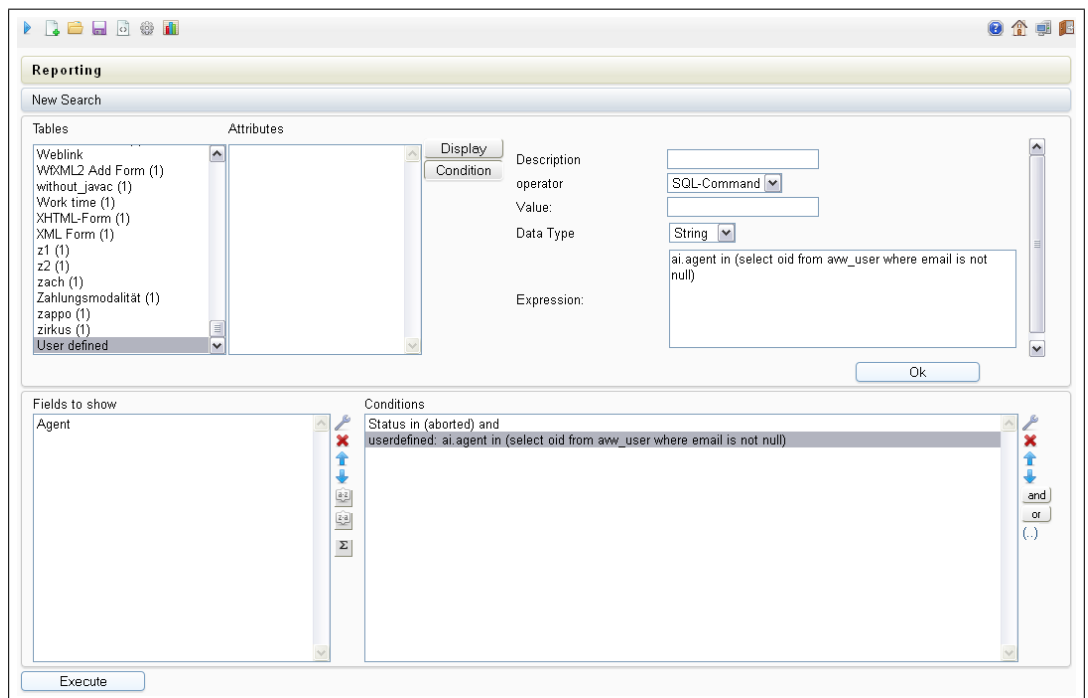 Reporting
New Search
Tables
Attributes
Weblink
WfXML2 Add Form (1)
without_javac (1)
Work time (1)
XHTML-Form (1)
XML Form (1)
z1 (1)
z2 (1)
zach (1)
Zahlungsmodalität (1)
zappo (1)
zirkus (1)
User defined
Display
Condition
Description
operator
SQL-Command
Value:
Data Type
String
Expression:
ai.agent in (select oid from avw_user where email is not
null)
Ok
Fields to show
Agent
Conditions
Status in (aborted) and
userdefined: ai.agent in (select oid from avw_user where email is not null)
a-z
z-a
Σ
and
or
(..)
Execute